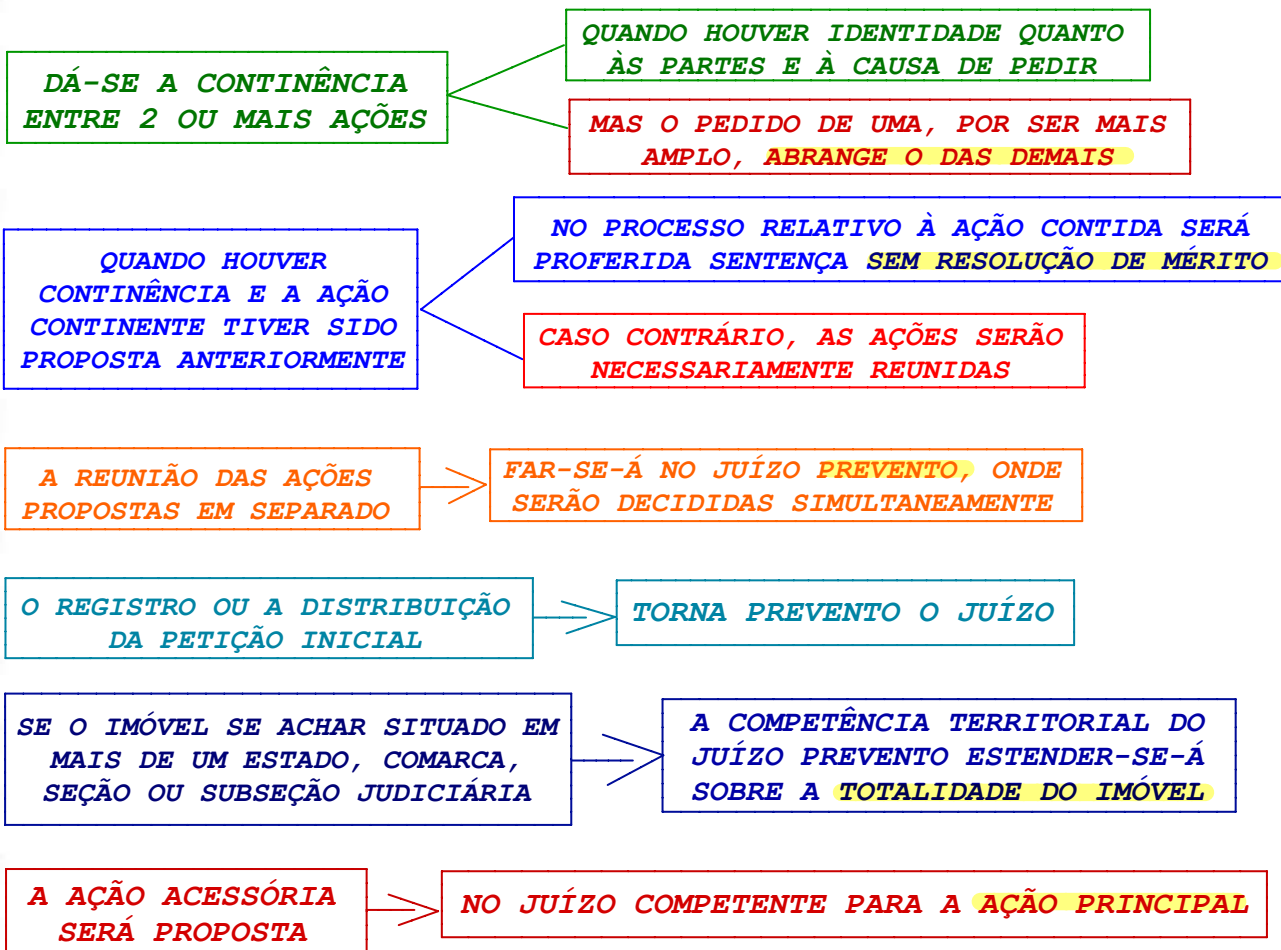 DÁ-SE A CONTINÊNCIA
ENTRE 2 OU MAIS AÇÕES
QUANDO HOUVER IDENTIDADE QUANTO
ÀS PARTES E À CAUSA DE PEDIR
MAS O PEDIDO DE UMA, POR SER MAIS
AMPLO, ABRANGE O DAS DEMAIS
QUANDO HOUVER
CONTINÊNCIA E A AÇÃO
CONTINENTE TIVER SIDO
PROPOSTA ANTERIORMENTE
NO PROCESSO RELATIVO À AÇÃO CONTIDA SERÁ
PROFERIDA SENTENÇA SEM RESOLUÇÃO DE MÉRITO
CASO CONTRÁRIO, AS AÇÕES SERÃO
NECESSARIAMENTE REUNIDAS
A REUNIÃO DAS AÇÕES
PROPOSTAS EM SEPARADO
FAR-SE-Á NO JUÍZO PREVENTO, ONDE
SERÃO DECIDIDAS SIMULTANEAMENTE
O REGISTRO OU A DISTRIBUIÇÃO
DA PETIÇÃO INICIAL
TORNA PREVENTO O JUÍZO
SE O IMÓVEL SE ACHAR SITUADO EM
MAIS DE UM ESTADO, COMARCA,
SEÇÃO OU SUBSEÇÃO JUDICIÁRIA
A COMPETÊNCIA TERRITORIAL DO
JUÍZO PREVENTO ESTENDER-SE-Á
SOBRE A TOTALIDADE DO IMÓVEL
A AÇÃO ACESSÓRIA
SERÁ PROPOSTA
NO JUÍZO COMPETENTE PARA A AÇÃO PRINCIPAL